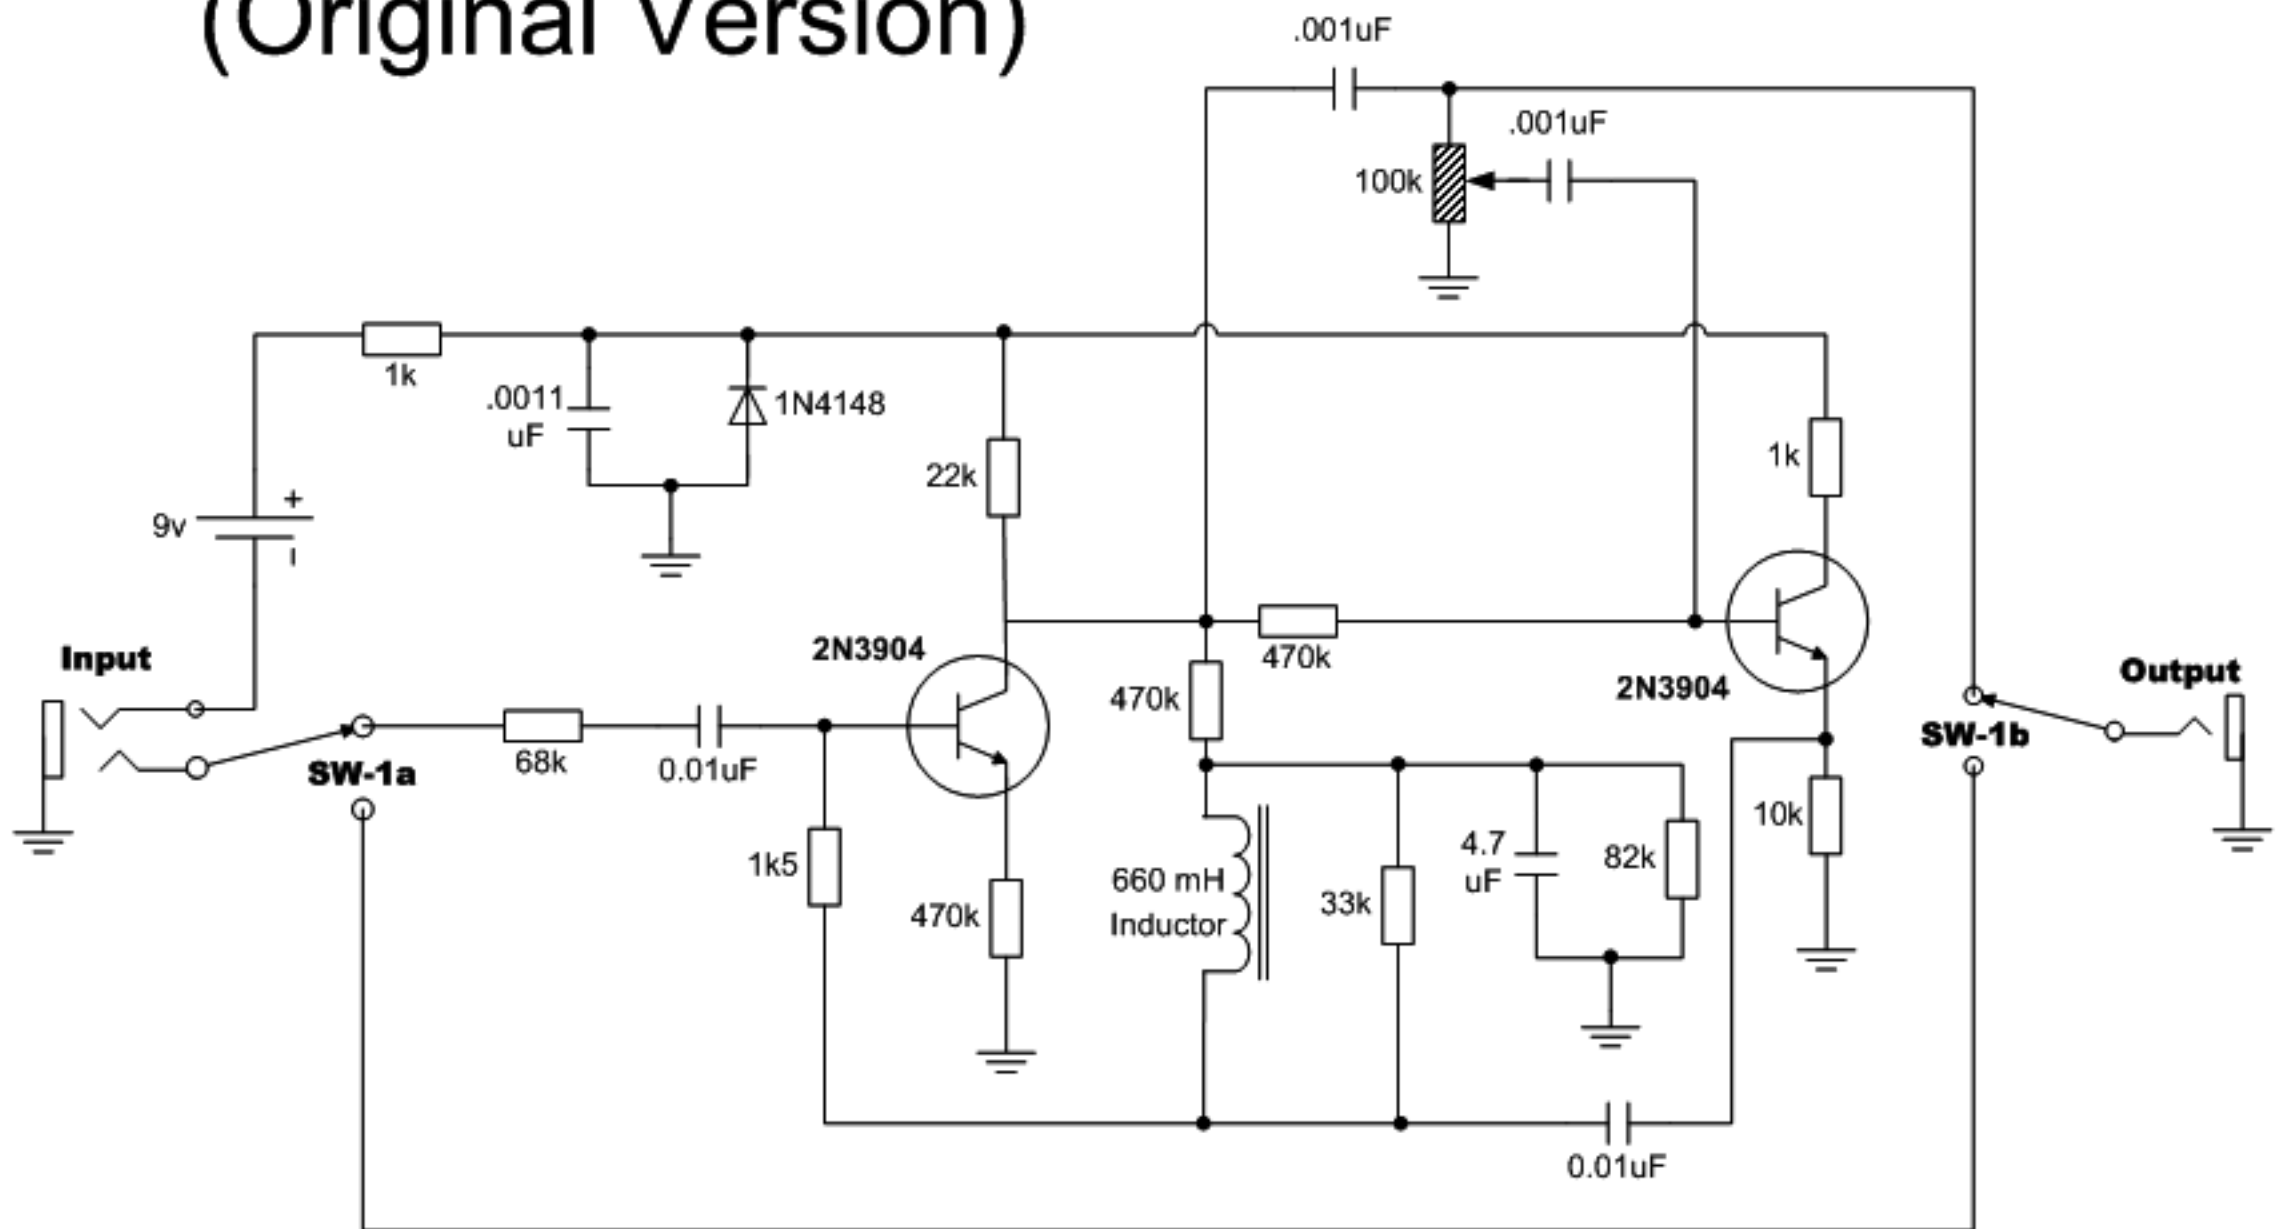 (Original Version)
.001uF
.001uF
100k
1k
.0011
uF
1N4148
22k
1k
9v
+
-
Input
2N3904
470k
2N3904
Output
470k
SW-1b
68k
0.01uF
SW-1a
10k
1k5
470k
660 mH
Inductor
33k
4.7
uF
82k
0.01uF